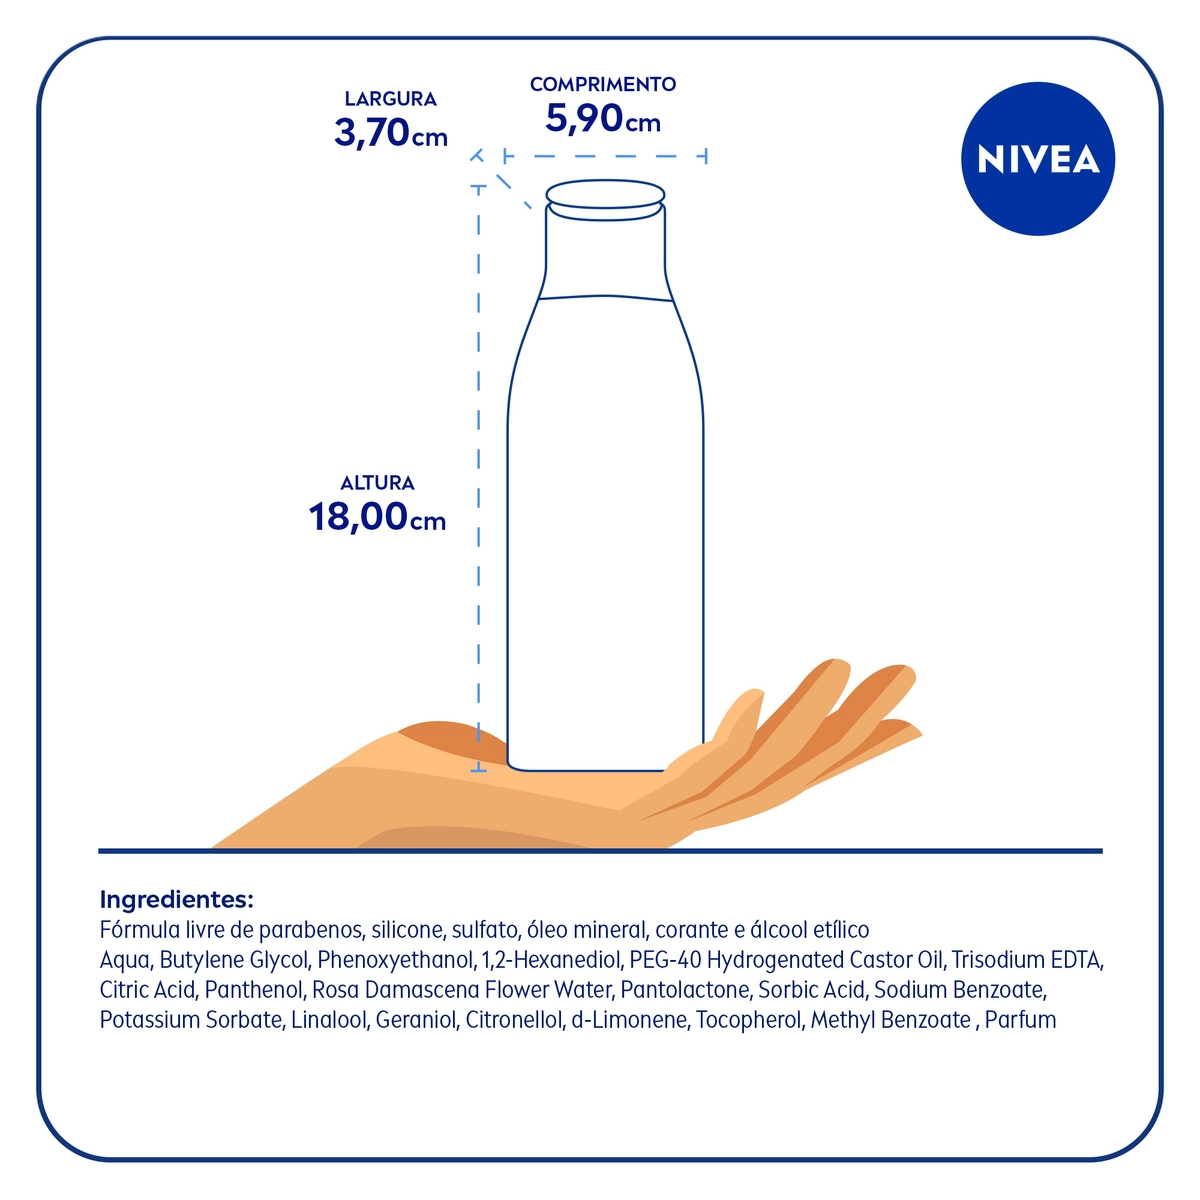 LARGURA
3,70cm
COMPRIMENTO
5,90cm
NIVEA
ALTURA
18,00cm
Ingredientes:
Fórmula livre de parabenos, silicone, sulfato, óleo mineral, corante e álcool etílico
Aqua, Butylene Glycol, Phenoxyethanol, 1,2-Hexanediol, PEG-40 Hydrogenated Castor Oil, Trisodium EDTA,
Citric Acid, Panthenol, Rosa Damascena Flower Water, Pantolactone, Sorbic Acid, Sodium Benzoate,
Potassium Sorbate, Linalool, Geraniol, Citronellol, d-Limonene, Tocopherol, Methyl Benzoate , Parfum